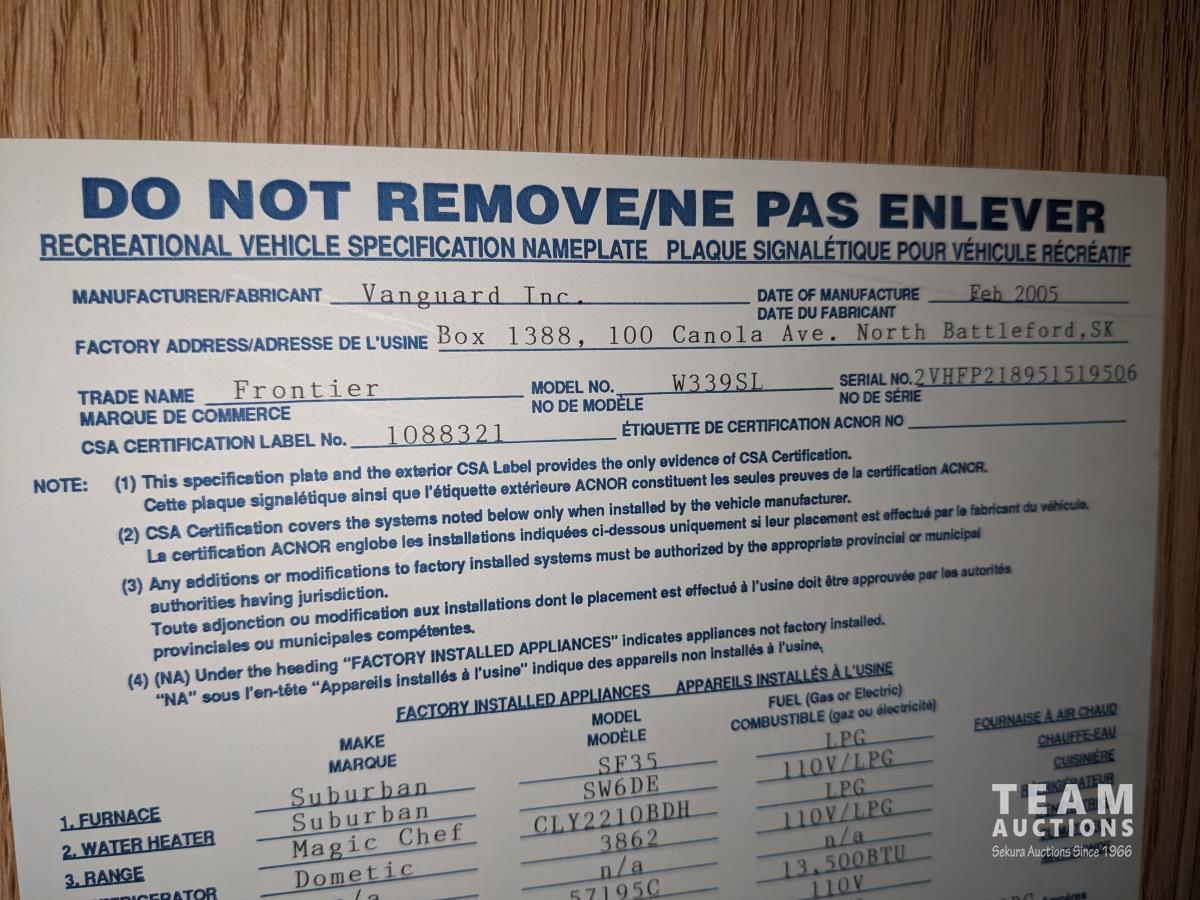 DO NOT REMOVE/NE PAS ENLEVER
RECREATIONAL VEHICLE SPECIFICATION NAMEPLATE PLAQUE SIGNALÉTIQUE POUR VÉHICULE RÉCRÉATIF
MANUFACTURER/FABRICANT Vanguard Inc. DATE OF MANUFACTURE Feb 2005
DATE DU FABRICANT
FACTORY ADDRESS/ADRESSE DE L'USINE Box 1388, 100 Canola Ave. North Battleford,SK
TRADE NAME Frontier MODEL NO. W339SL SERIAL NO. 2VHFP218951519506
MARQUE DE COMMERCE NO DE MODÈLE NO DE SÉRIE
CSA CERTIFICATION LABEL No. 1088321 ÉTIQUETTE DE CERTIFICATION ACNOR NO
NOTE: (1) This specification plate and the exterior CSA Label provides the only evidence of CSA Certification.
Cette plaque signalétique ainsi que l'étiquette extérieure ACNOR constituent les seules preuves de la certification ACNOR.
(2) CSA Certification covers the systems noted below only when installed by the vehicle manufacturer.
La certification ACNOR englobe les installations indiquées ci-dessous uniquement si leur placement est effectué par le fabricant du véhicule.
(3) Any additions or modifications to factory installed systems must be authorized by the appropriate provincial or municipal
authorities having jurisdiction.
Toute adjonction ou modification aux installations dont le placement est effectué à l'usine doit être approuvée par les autorités
provinciales ou municipales compétentes.
(4) (NA) Under the heading "FACTORY INSTALLED APPLIANCES" indicates appliances not factory installed.
"NA" sous l'en-tête "Appareils installés à l'usine" indique des appareils non installés à l'usine.
FACTORY INSTALLED APPLIANCES APPAREILS INSTALLÉS À L'USINE
MAKE MODEL FUEL (Gas or Electric)
MARQUE MODÈLE COMBUSTIBLE (gaz ou électricité)
1. FURNACE Suburban SF35 LPG FOURNAISE À AIR CHAUD
2. WATER HEATER Suburban SW6DE 110V/LPG CHAUFFE-EAU
3. RANGE Magic Chef CLY2210BDH LPG CUISINIÈRE
Dometic 3862 110V/LPG
n/a n/a
57195C 13,500BTU
110V
TEAM
AUCTIONS
Sekura Auctions Since 1966